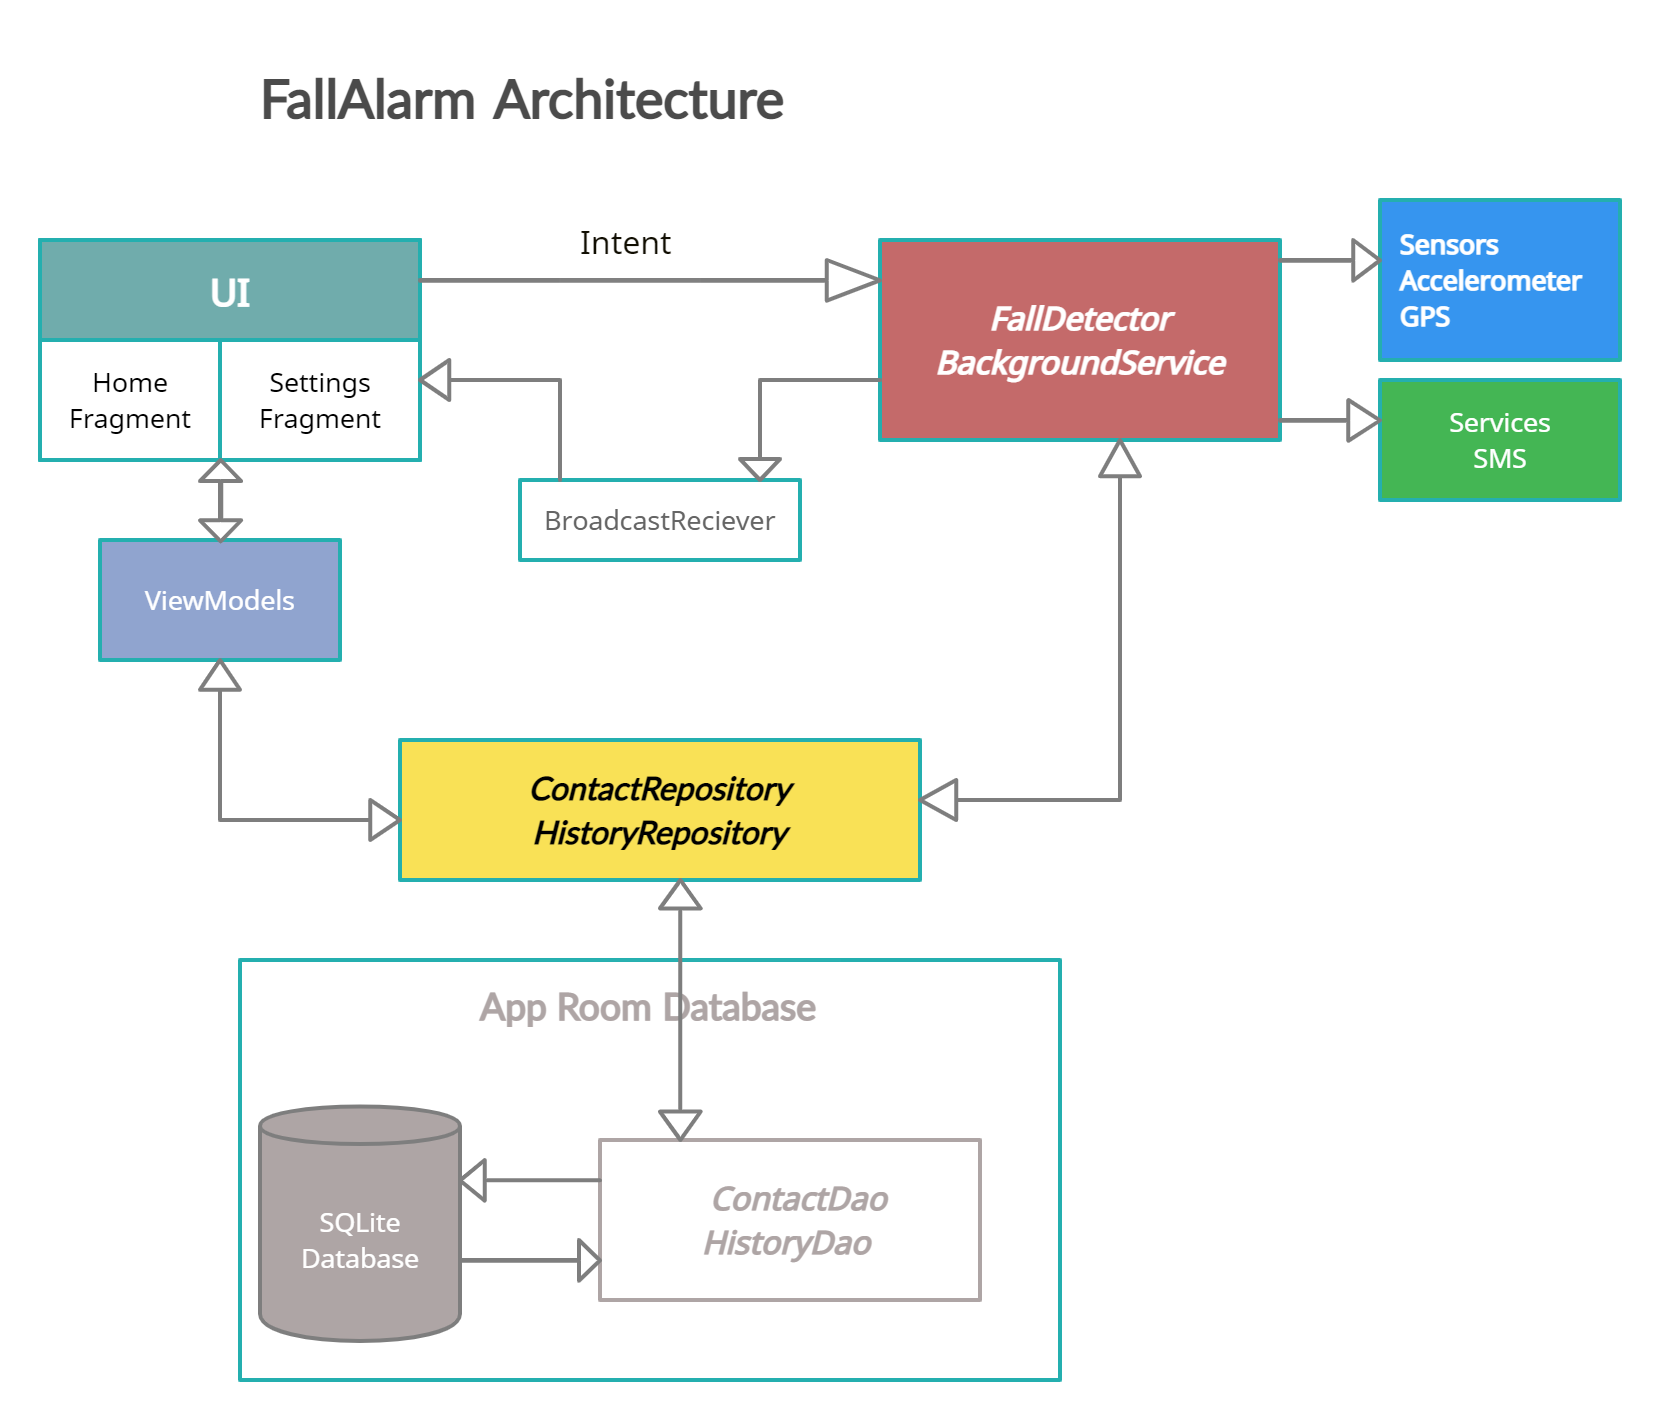 FallAlarm Architecture
Intent
UI
Home
Fragment
Settings
Fragment
FallDetector
BackgroundService
Sensors
Accelerometer
GPS
Services
SMS
BroadcastReciever
ViewModels
ContactRepository
HistoryRepository
App Room Database
SQLite
Database
ContactDao
HistoryDao